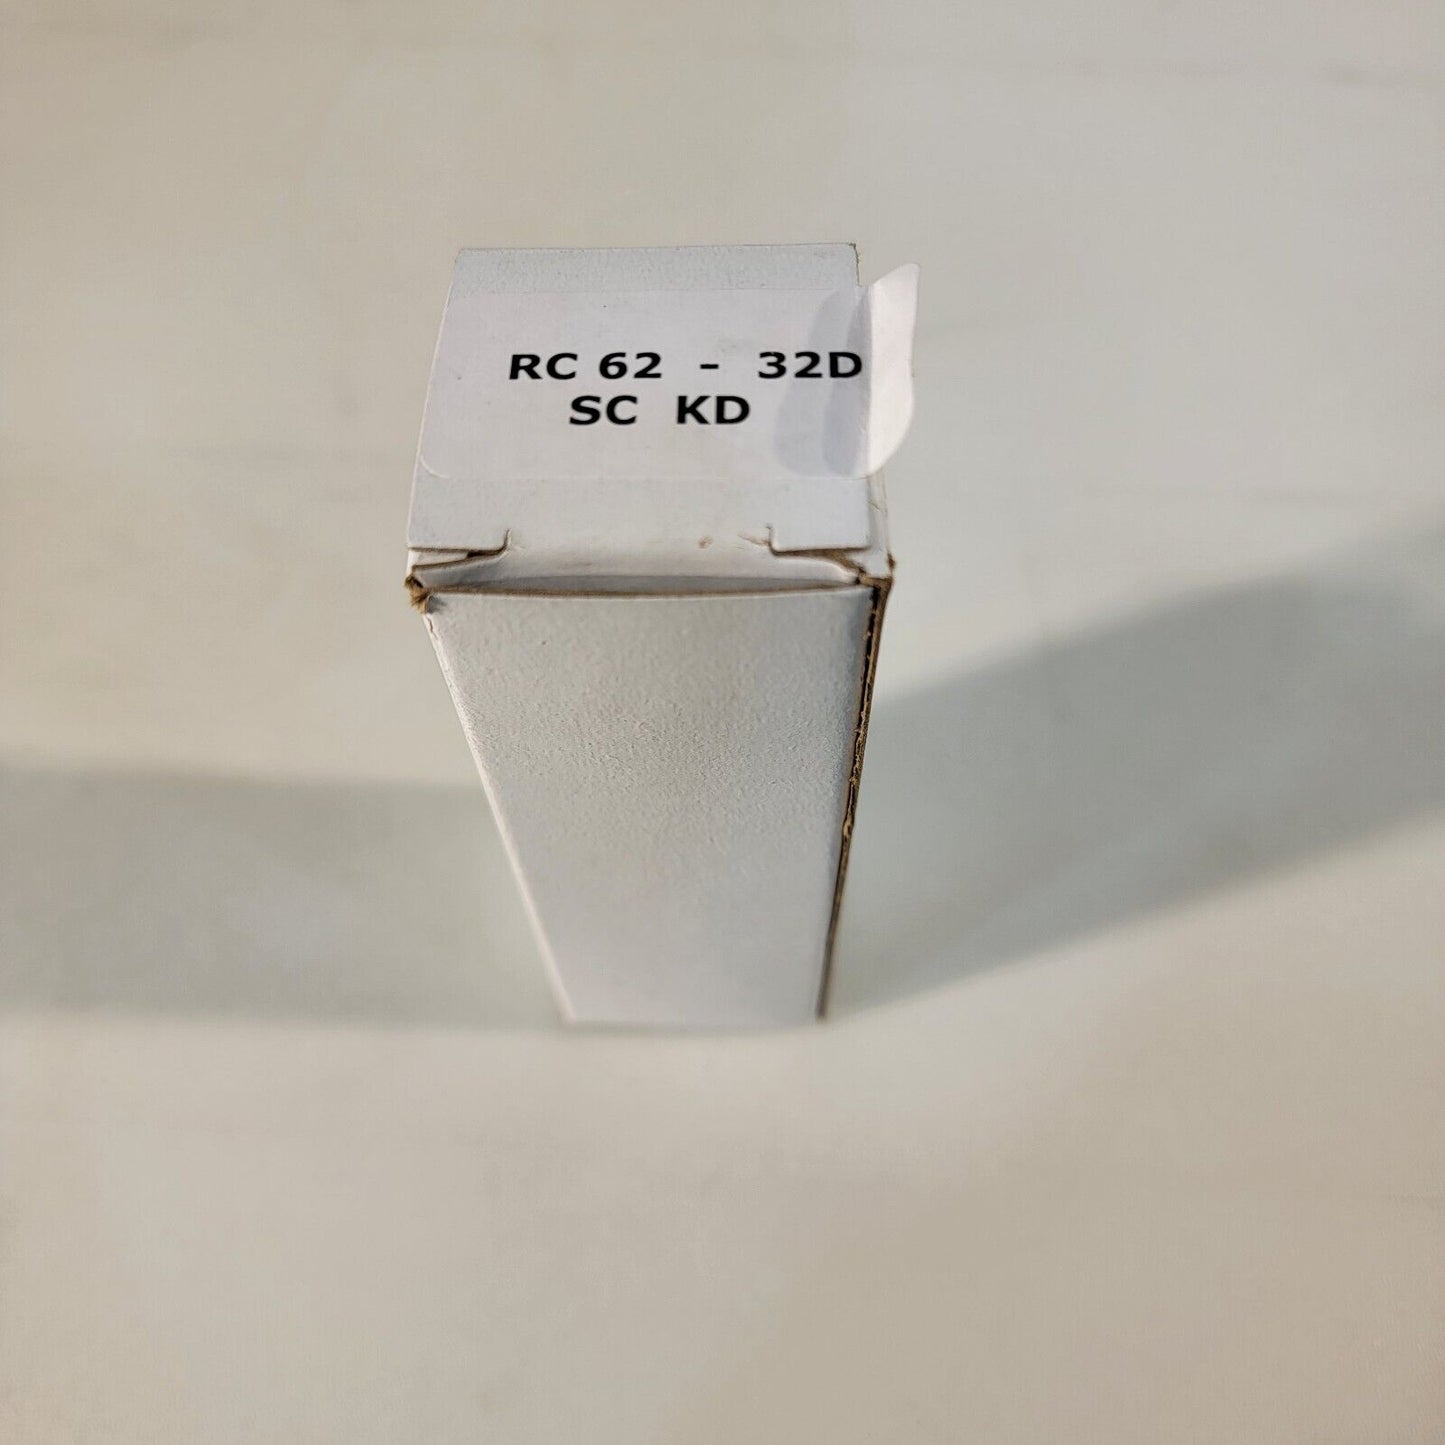 RC 62 - 32D
SC KD